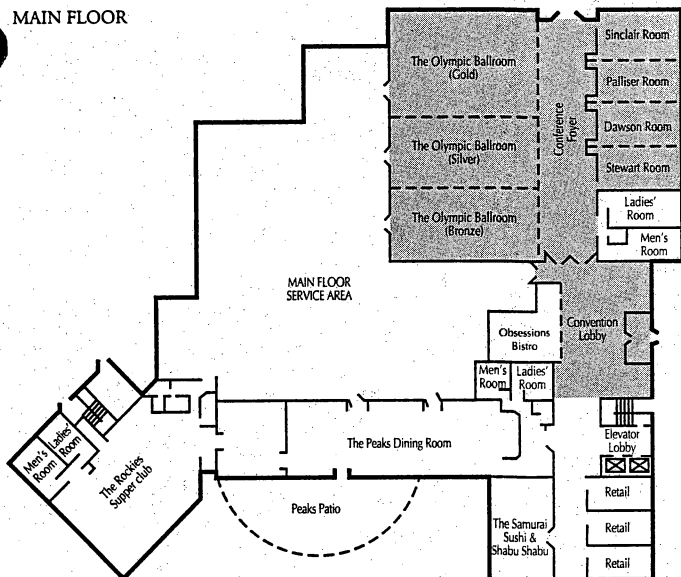 MAIN FLOOR
The Olympic Ballroom
(Gold)
Sinclair Room
Palliser Room
Conference
Foyer
The Olympic Ballroom
(Silver)
Dawson Room
Stewart Room
The Olympic Ballroom
(Bronze)
Ladies'
Room
Men's
Room
MAIN FLOOR
SERVICE AREA
Obsessions
Bistro
Convention
Lobby
Men's
Room
Ladies'
Room
Men's
Room
Ladies'
Room
The Rockies
Supper club
The Peaks Dining Room
Elevator
Lobby
Peaks Patio
The Samurai
Sushi &
Shabu Shabu
Retail
Retail
Retail